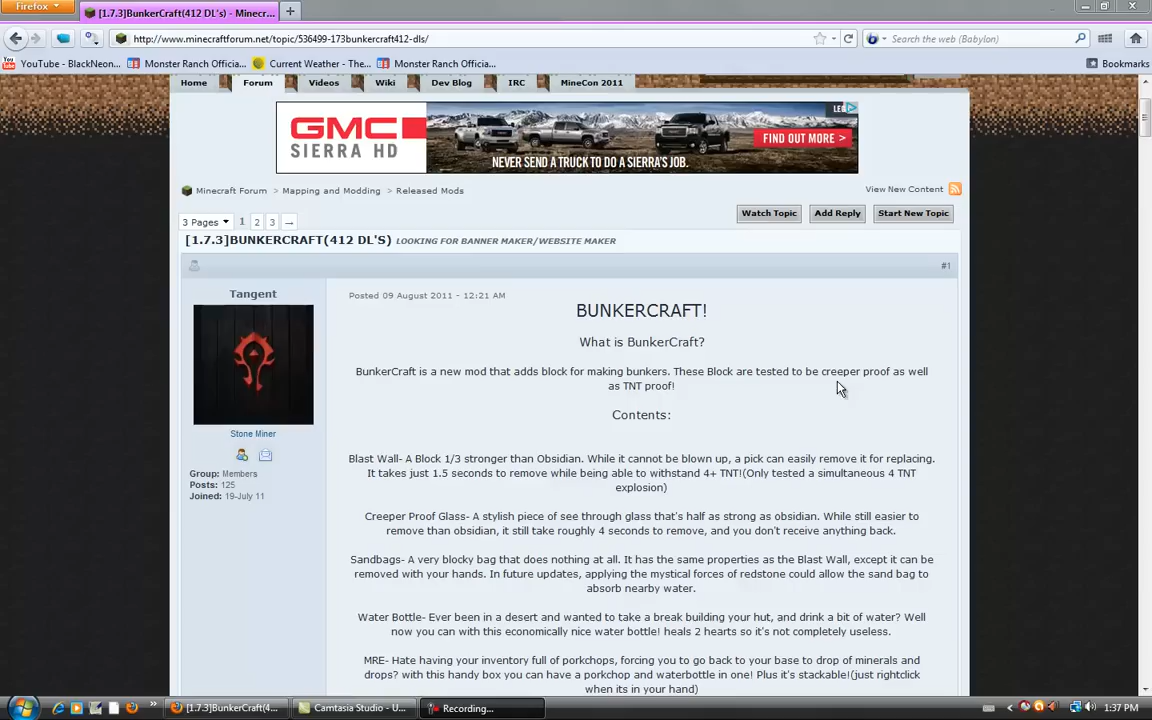 Firefox
[1.7.3]BunkerCraft(412 DL's) - Minecr...
http://www.minecraftforum.net/topic/536499-173bunkercraft412-dls/
Search the web (Babylon)
YouTube - BlackNeon...
Monster Ranch Officia...
Current Weather - The...
Monster Ranch Officia...
Bookmarks
Home
Forum
Videos
Wiki
Dev Blog
IRC
MineCon 2011
GMC
SIERRA HD
FIND OUT MORE >
NEVER SEND A TRUCK TO DO A SIERRA'S JOB.
Minecraft Forum > Mapping and Modding > Released Mods
View New Content
3 Pages 1 2 3 →
Watch Topic
Add Reply
Start New Topic
[1.7.3]BUNKERCRAFT(412 DL'S) LOOKING FOR BANNER MAKER/WEBSITE MAKER
#1
Tangent
Stone Miner
Group: Members
Posts: 125
Joined: 19-July 11
Posted 09 August 2011 - 12:21 AM
BUNKERCRAFT!
What is BunkerCraft?
BunkerCraft is a new mod that adds block for making bunkers. These Block are tested to be creeper proof as well
as TNT proof!
Contents:
Blast Wall- A Block 1/3 stronger than Obsidian. While it cannot be blown up, a pick can easily remove it for replacing.
It takes just 1.5 seconds to remove while being able to withstand 4+ TNT!(Only tested a simultaneous 4 TNT
explosion)
Creeper Proof Glass- A stylish piece of see through glass that's half as strong as obsidian. While still easier to
remove than obsidian, it still take roughly 4 seconds to remove, and you don't receive anything back.
Sandbags- A very blocky bag that does nothing at all. It has the same properties as the Blast Wall, except it can be
removed with your hands. In future updates, applying the mystical forces of redstone could allow the sand bag to
absorb nearby water.
Water Bottle- Ever been in a desert and wanted to take a break building your hut, and drink a bit of water? Well
now you can with this economically nice water bottle! heals 2 hearts so it's not completely useless.
MRE- Hate having your inventory full of porkchops, forcing you to go back to your base to drop of minerals and
drops? with this handy box you can have a porkchop and waterbottle in one! Plus it's stackable!(just rightclick
when its in your hand)
[1.7.3]BunkerCraft(4...
Camtasia Studio - U...
Recording...
1:37 PM